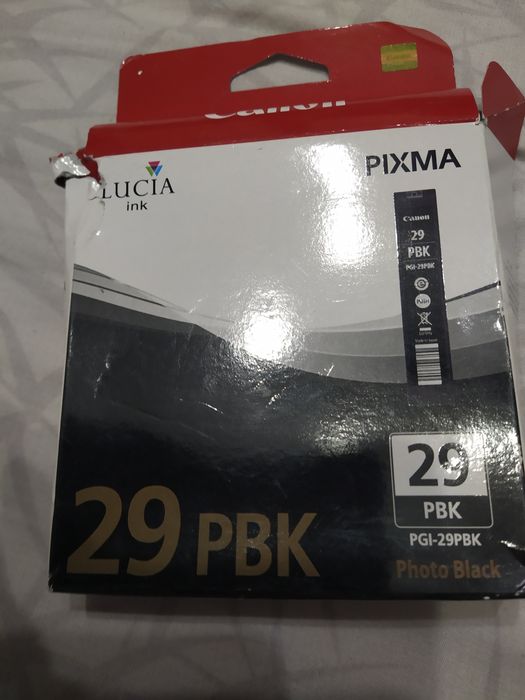 Canon
LUCIA
ink
PIXMA
Canon
29
PBK
PGI-29PBK
29
PBK
PGI-29PBK
Photo Black
29 PBK